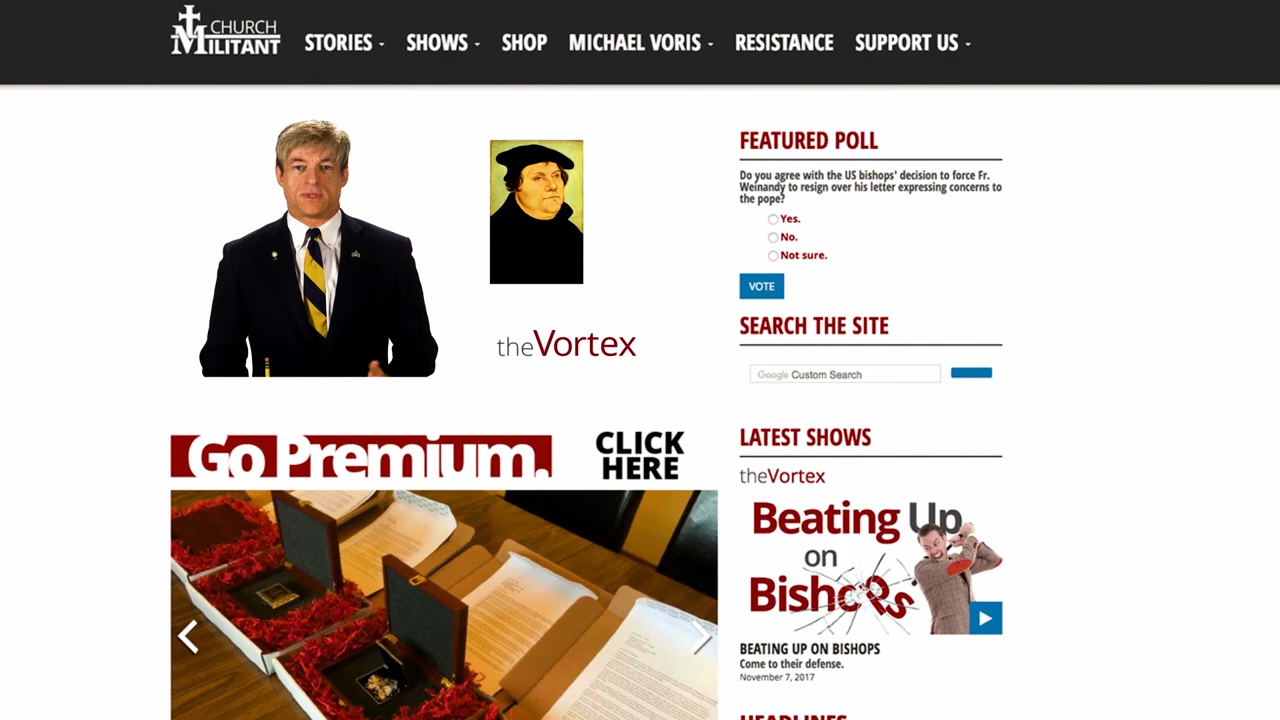 CHURCH
MILITANT
STORIES
SHOWS
SHOP
MICHAEL VORIS
RESISTANCE
SUPPORT US
theVortex
Go Premium.
CLICK
HERE
FEATURED POLL
Do you agree with the US bishops' decision to force Fr.
Weinandy to resign over his letter expressing concerns to
the pope?
Yes.
No.
Not sure.
VOTE
SEARCH THE SITE
Google Custom Search
LATEST SHOWS
theVortex
Beating Up
on
Bishops
BEATING UP ON BISHOPS
Come to their defense.
November 7, 2017
HEADLINES